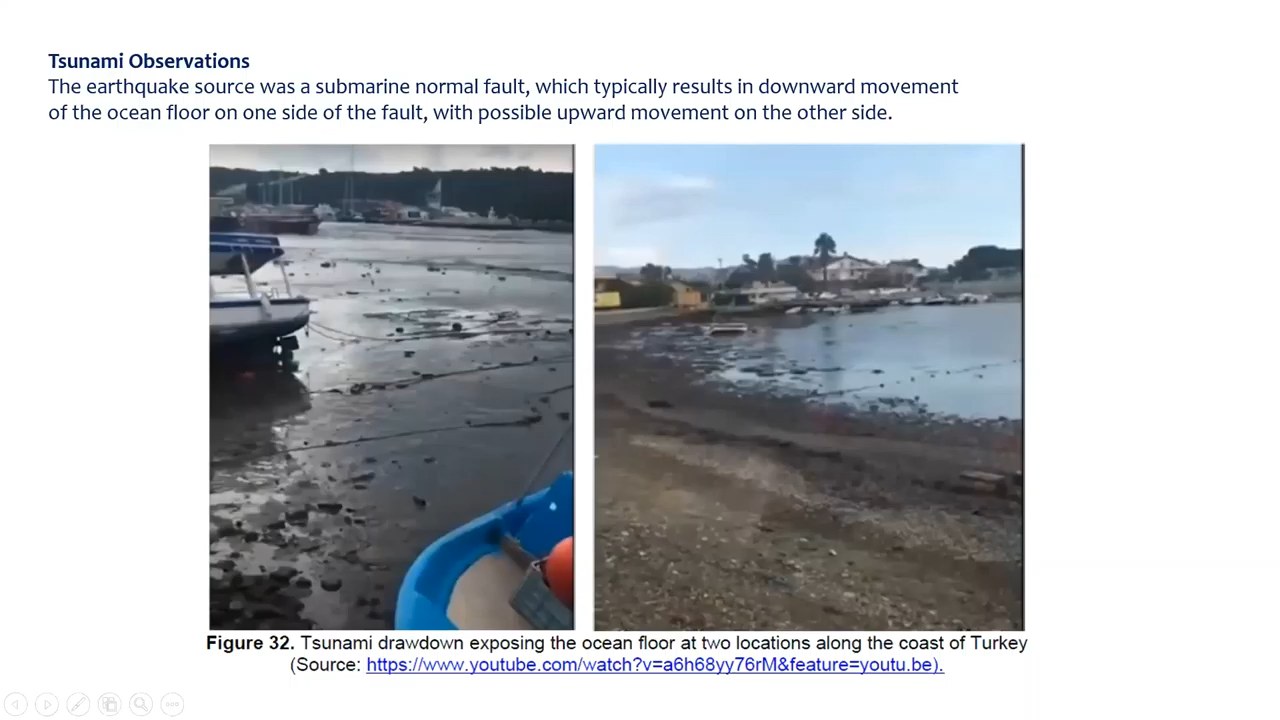 Tsunami Observations
The earthquake source was a submarine normal fault, which typically results in downward movement
of the ocean floor on one side of the fault, with possible upward movement on the other side.
Figure 32. Tsunami drawdown exposing the ocean floor at two locations along the coast of Turkey
(Source: https://www.youtube.com/watch?v=a6h68yy76rM&feature=youtu.be).